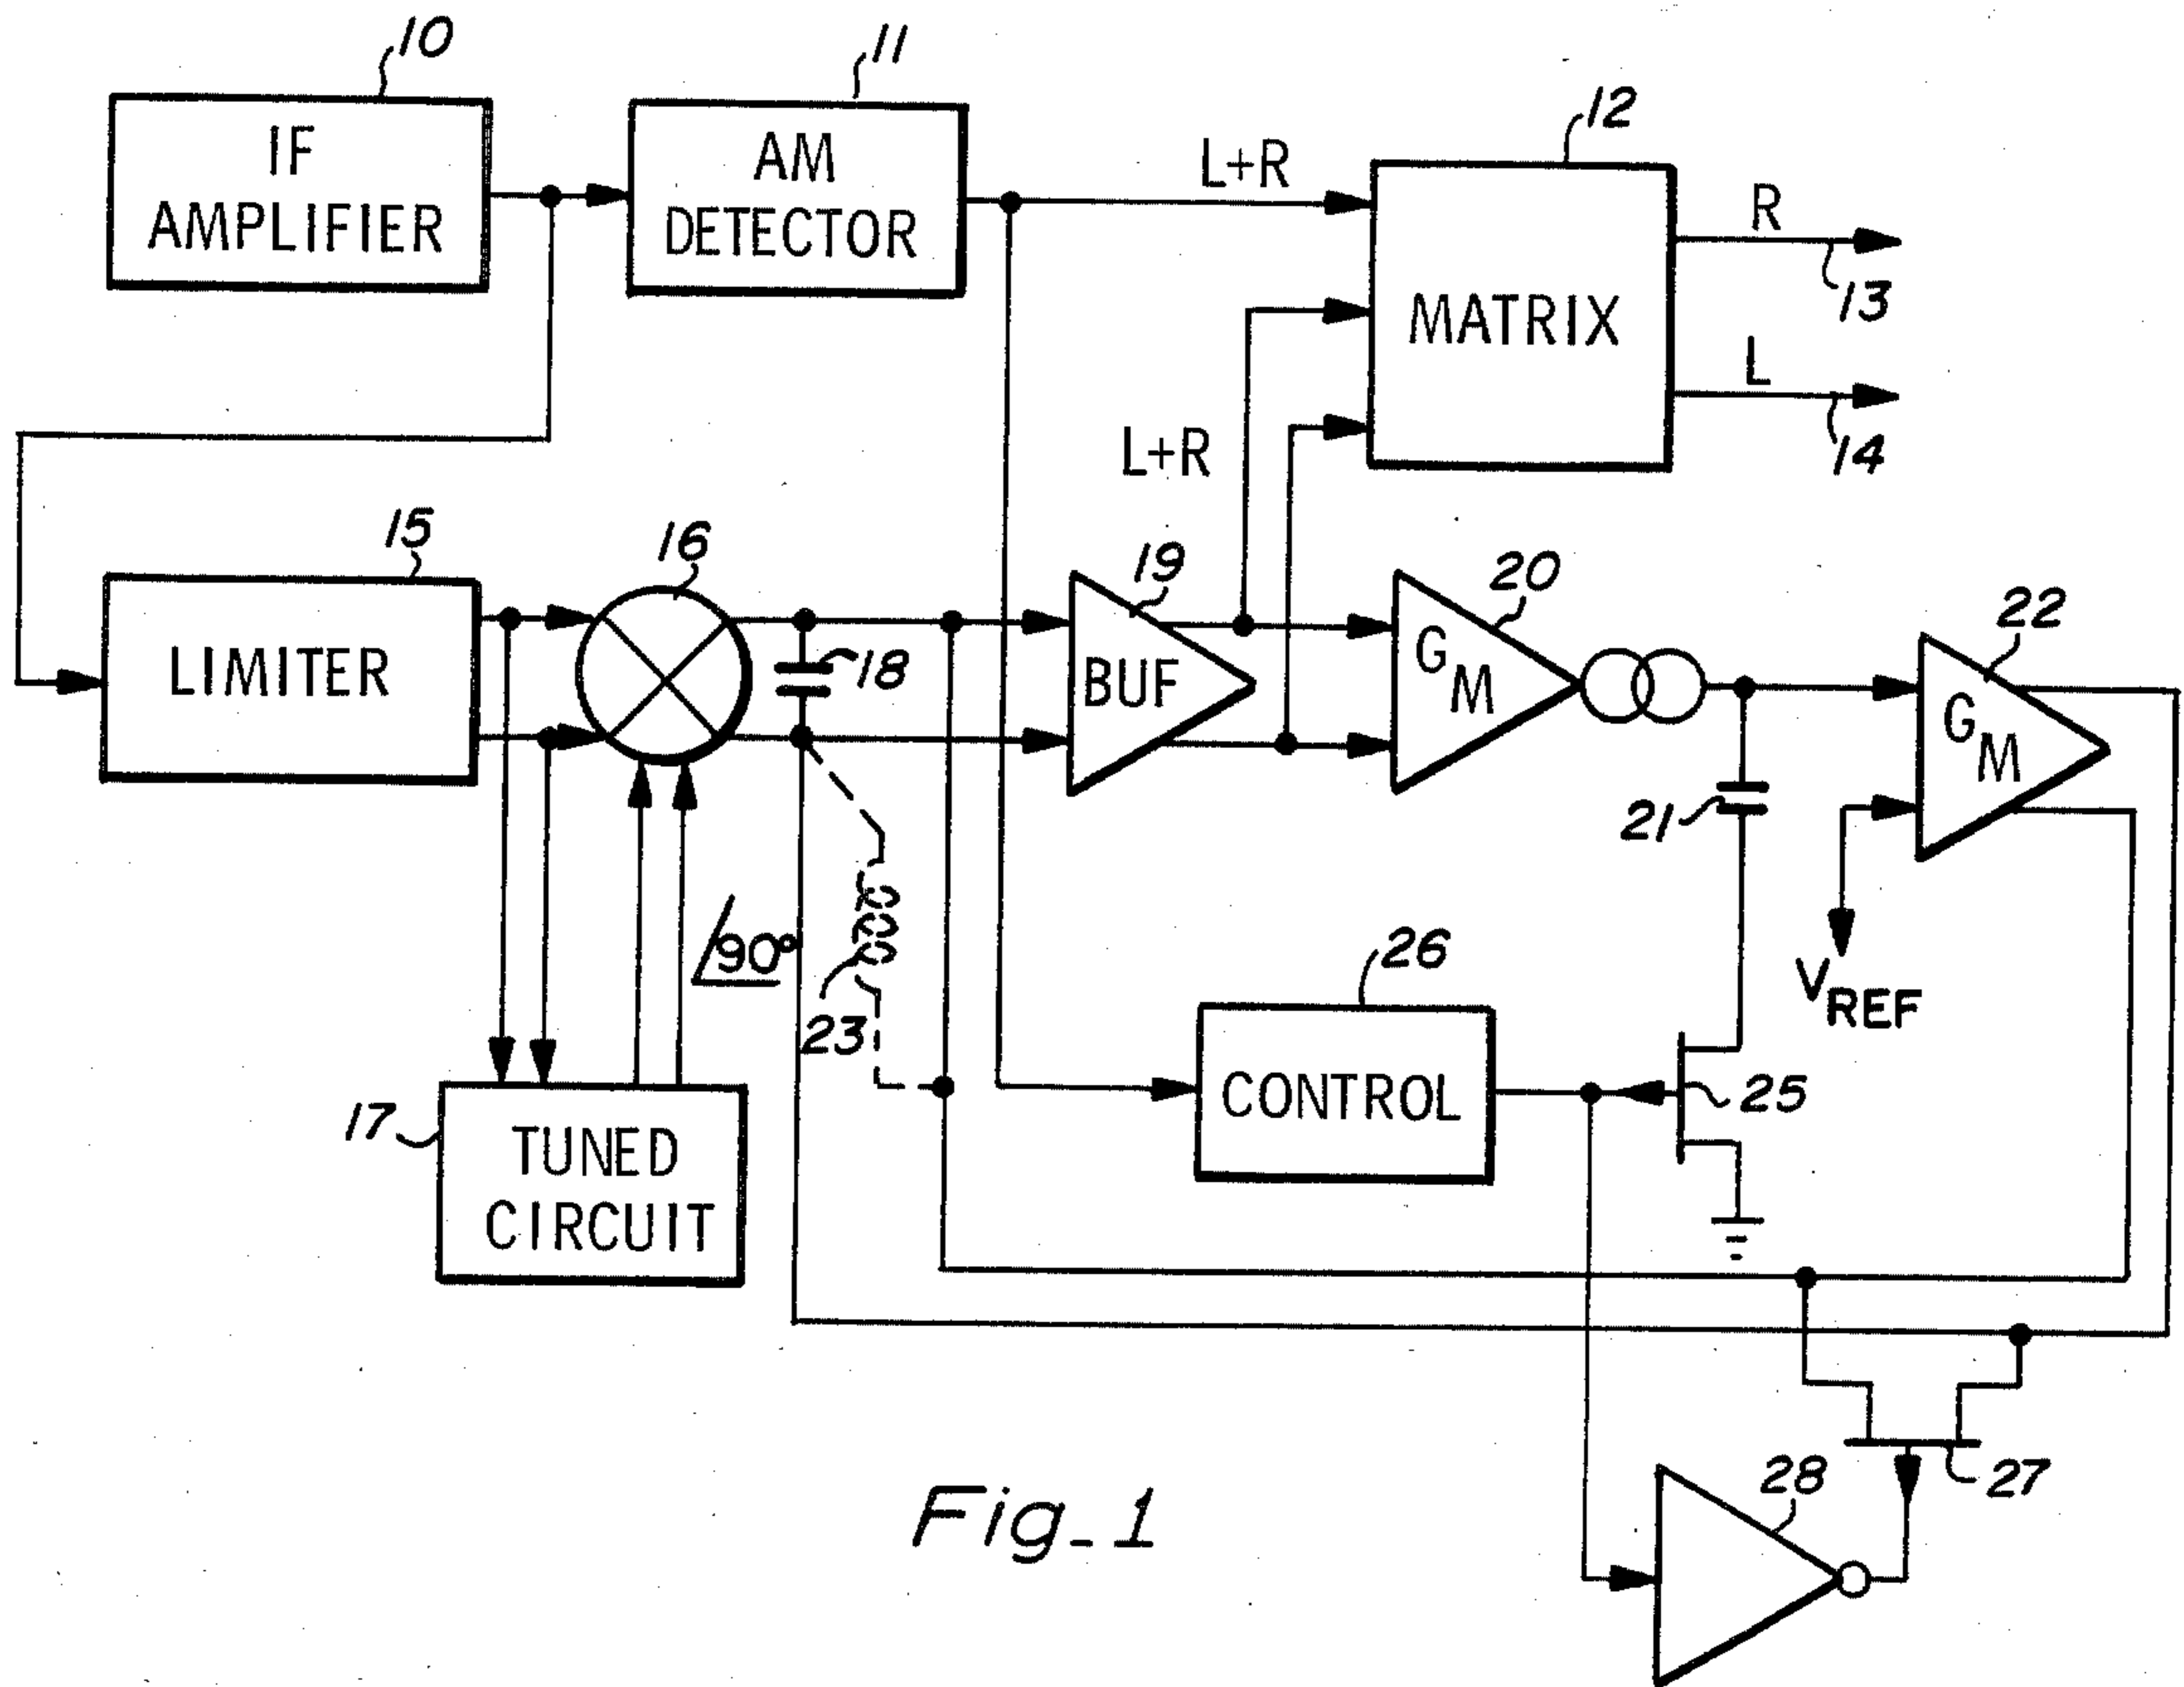 10
IF
AMPLIFIER
11
AM
DETECTOR
L+R
12
MATRIX
R
13
L
14
L+R
15
LIMITER
16
18
19
BUF
20
GM
22
GM
21
VREF
90°
23
17
TUNED
CIRCUIT
26
CONTROL
25
27
28
Fig_1